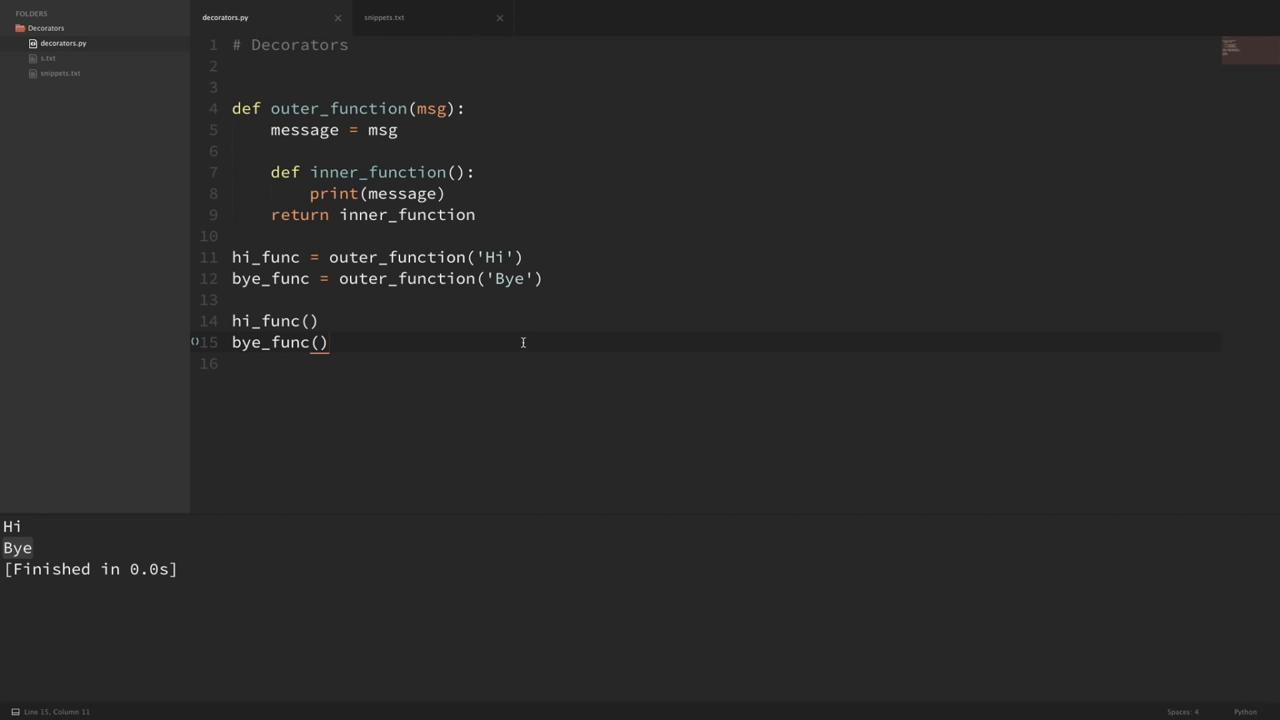 FOLDERS
Decorators
decorators.py
s.txt
snippets.txt
decorators.py
snippets.txt
1 # Decorators
2
3
4 def outer_function(msg):
5     message = msg
6
7     def inner_function():
8         print(message)
9     return inner_function
10
11 hi_func = outer_function('Hi')
12 bye_func = outer_function('Bye')
13
14 hi_func()
15 bye_func()
16
Hi
Bye
[Finished in 0.0s]
Line 15, Column 11
Spaces: 4
Python